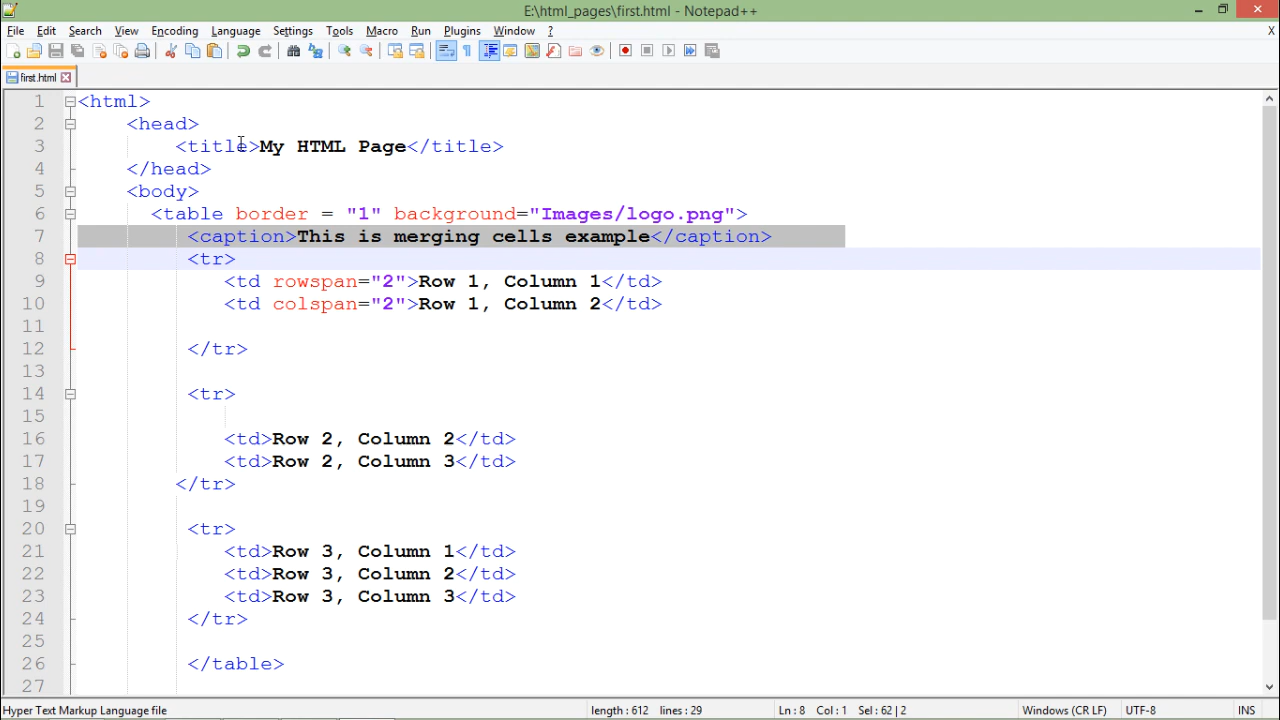 E:\html_pages\first.html - Notepad++
File Edit Search View Encoding Language Settings Tools Macro Run Plugins Window ? X
first.html
1 <html>
2 <head>
3 <title>My HTML Page</title>
4 </head>
5 <body>
6 <table border = "1" background="Images/logo.png">
7 <caption>This is merging cells example</caption>
8 <tr>
9 <td rowspan="2">Row 1, Column 1</td>
10 <td colspan="2">Row 1, Column 2</td>
11
12 </tr>
13
14 <tr>
15
16 <td>Row 2, Column 2</td>
17 <td>Row 2, Column 3</td>
18 </tr>
19
20 <tr>
21 <td>Row 3, Column 1</td>
22 <td>Row 3, Column 2</td>
23 <td>Row 3, Column 3</td>
24 </tr>
25
26 </table>
27
Hyper Text Markup Language file length : 612 lines : 29 Ln : 8 Col : 1 Sel : 62 | 2 Windows (CR LF) UTF-8 INS